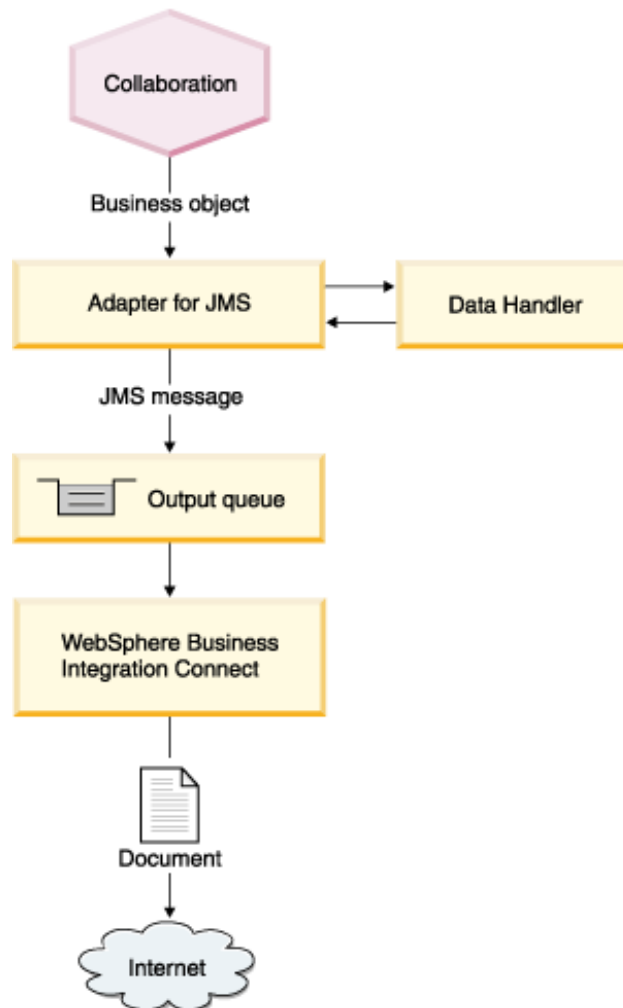 Collaboration
Business object
Adapter for JMS
Data Handler
JMS message
Output queue
WebSphere Business
Integration Connect
Document
Internet